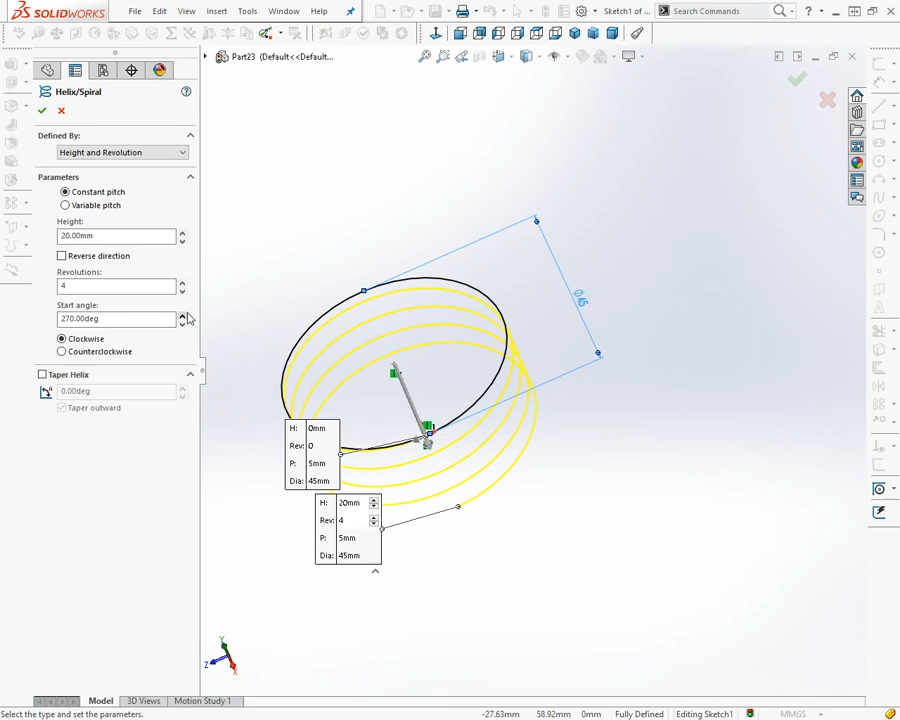 SOLIDWORKS
File
Edit
View
Insert
Tools
Window
Help
Sketch1 of ...
Search Commands
?
Part23 (Default<<Default...
Helix/Spiral
Defined By:
Height and Revolution
Parameters
Constant pitch
Variable pitch
Height:
20.00mm
Reverse direction
Revolutions:
4
Start angle:
270.00deg
Clockwise
Counterclockwise
Taper Helix
0.00deg
Taper outward
Ø45
H: 0mm
Rev: 0
P: 5mm
Dia: 45mm
H: 20mm
Rev: 4
P: 5mm
Dia: 45mm
Y
Z
X
Model
3D Views
Motion Study 1
Select the type and set the parameters.
-27.63mm
58.92mm
0mm
Fully Defined
Editing Sketch1
MMGS